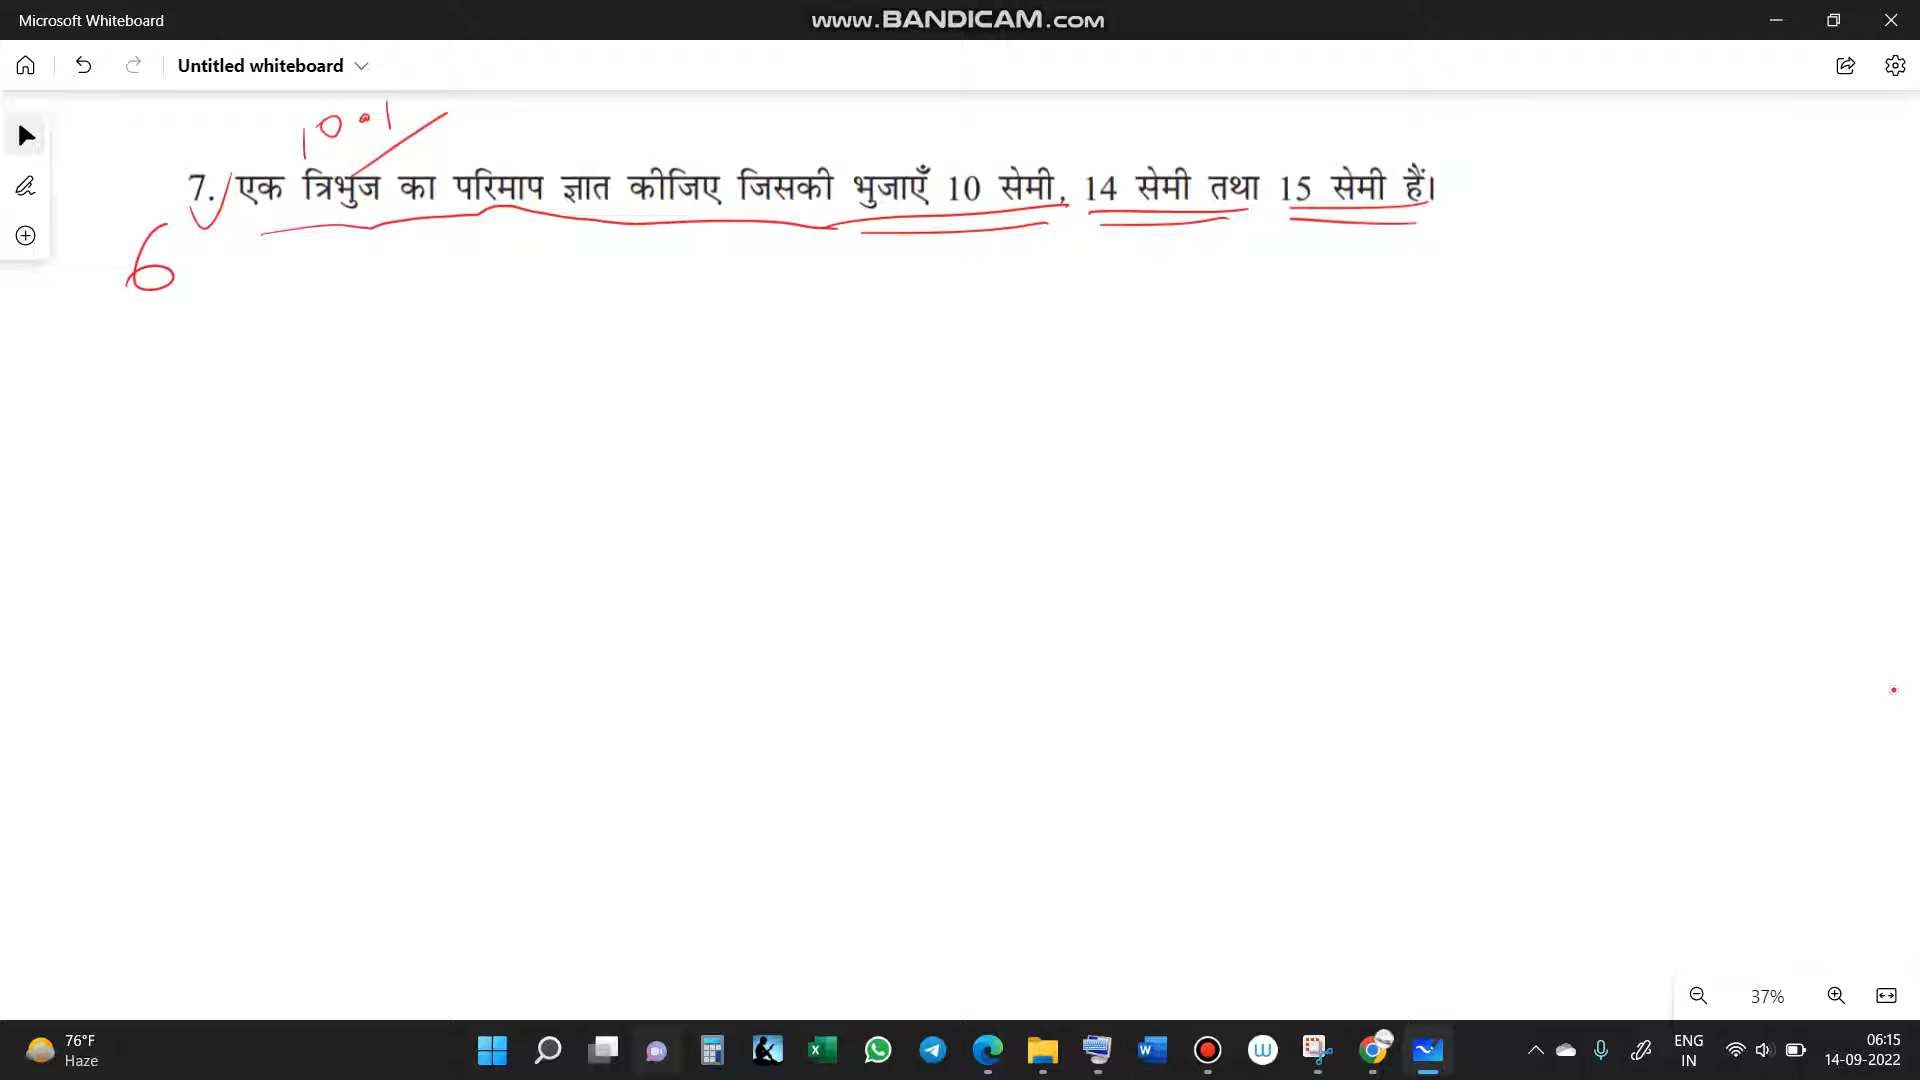 Microsoft Whiteboard
www.BANDICAM.COM
Untitled whiteboard
10.1
7. एक त्रिभुज का परिमाप ज्ञात कीजिए जिसकी भुजाएँ 10 सेमी, 14 सेमी तथा 15 सेमी हैं।
6
37%
76°F
Haze
ENG
IN
06:15
14-09-2022